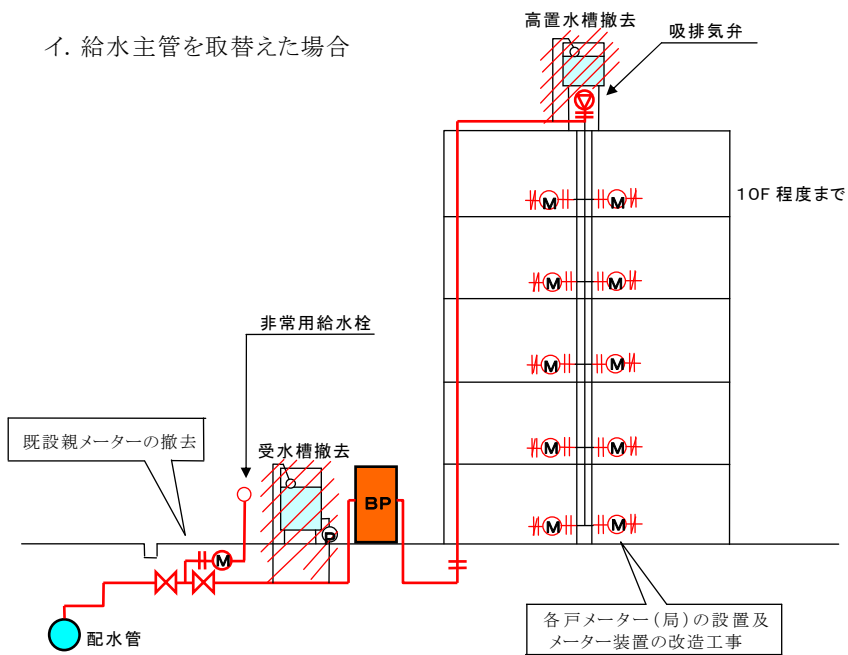 イ. 給水主管を取替えた場合
高置水槽撤去
吸排気弁
10F 程度まで
M M
M M
M M
M M
M M
非常用給水栓
既設親メーターの撤去
受水槽撤去
BP
P
M
配水管
各戸メーター(局)の設置及
メーター装置の改造工事